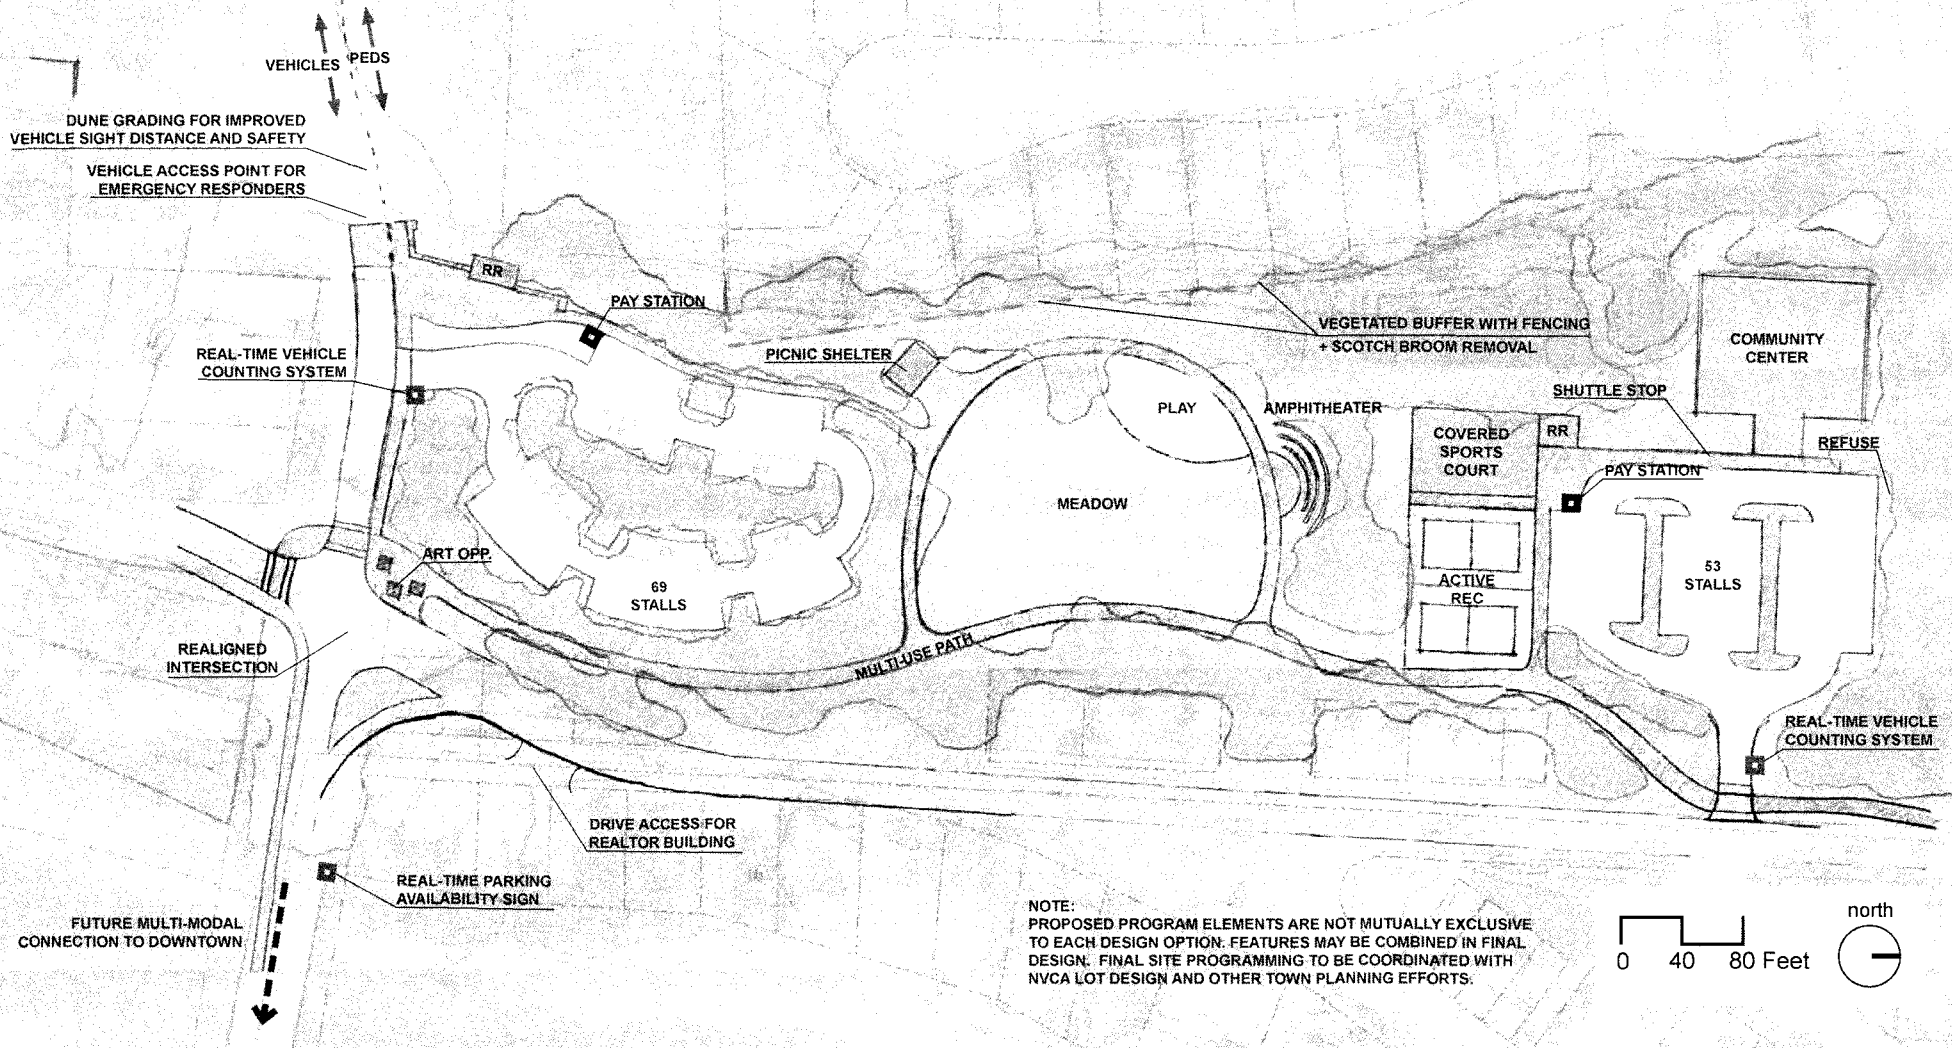 VEHICLES
PEDS
DUNE GRADING FOR IMPROVED
VEHICLE SIGHT DISTANCE AND SAFETY
VEHICLE ACCESS POINT FOR
EMERGENCY RESPONDERS
RR
PAY STATION
REAL-TIME VEHICLE
COUNTING SYSTEM
PICNIC SHELTER
VEGETATED BUFFER WITH FENCING
+ SCOTCH BROOM REMOVAL
COMMUNITY
CENTER
SHUTTLE STOP
PLAY
AMPHITHEATER
COVERED
SPORTS
COURT
RR
REFUSE
PAY STATION
MEADOW
ART OPP.
69
STALLS
ACTIVE
REC
53
STALLS
REALIGNED
INTERSECTION
MULTI-USE PATH
REAL-TIME VEHICLE
COUNTING SYSTEM
DRIVE ACCESS FOR
REALTOR BUILDING
REAL-TIME PARKING
AVAILABILITY SIGN
FUTURE MULTI-MODAL
CONNECTION TO DOWNTOWN
NOTE:
PROPOSED PROGRAM ELEMENTS ARE NOT MUTUALLY EXCLUSIVE
TO EACH DESIGN OPTION. FEATURES MAY BE COMBINED IN FINAL
DESIGN. FINAL SITE PROGRAMMING TO BE COORDINATED WITH
NVCA LOT DESIGN AND OTHER TOWN PLANNING EFFORTS.
0 40 80 Feet
north